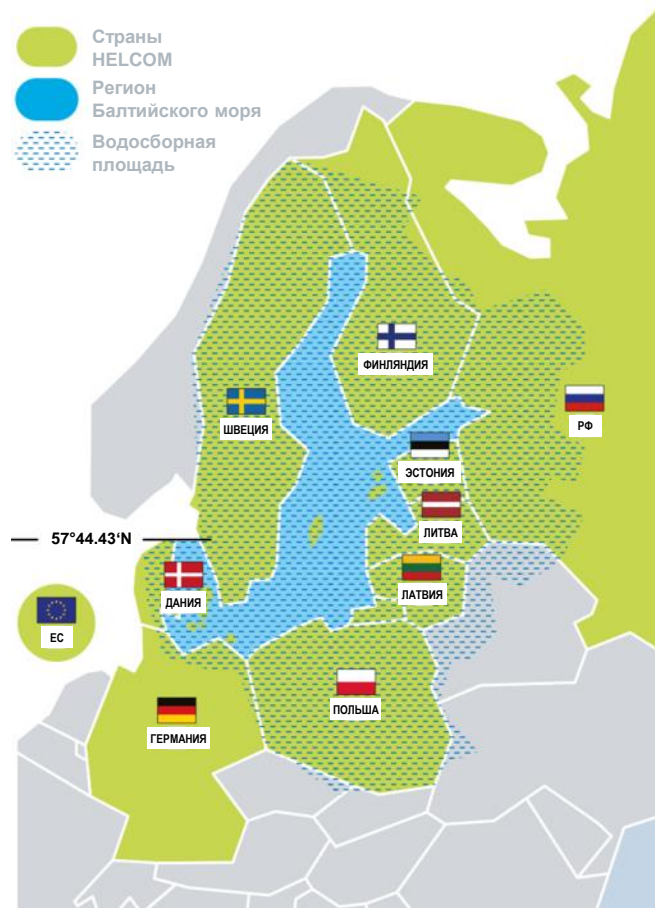 Страны
HELCOM
Регион
Балтийского моря
Водосборная
площадь
ФИНЛЯНДИЯ
РФ
ШВЕЦИЯ
ЭСТОНИЯ
ЛИТВА
57°44.43‘N
ЛАТВИЯ
ДАНИЯ
ЕС
ПОЛЬША
ГЕРМАНИЯ